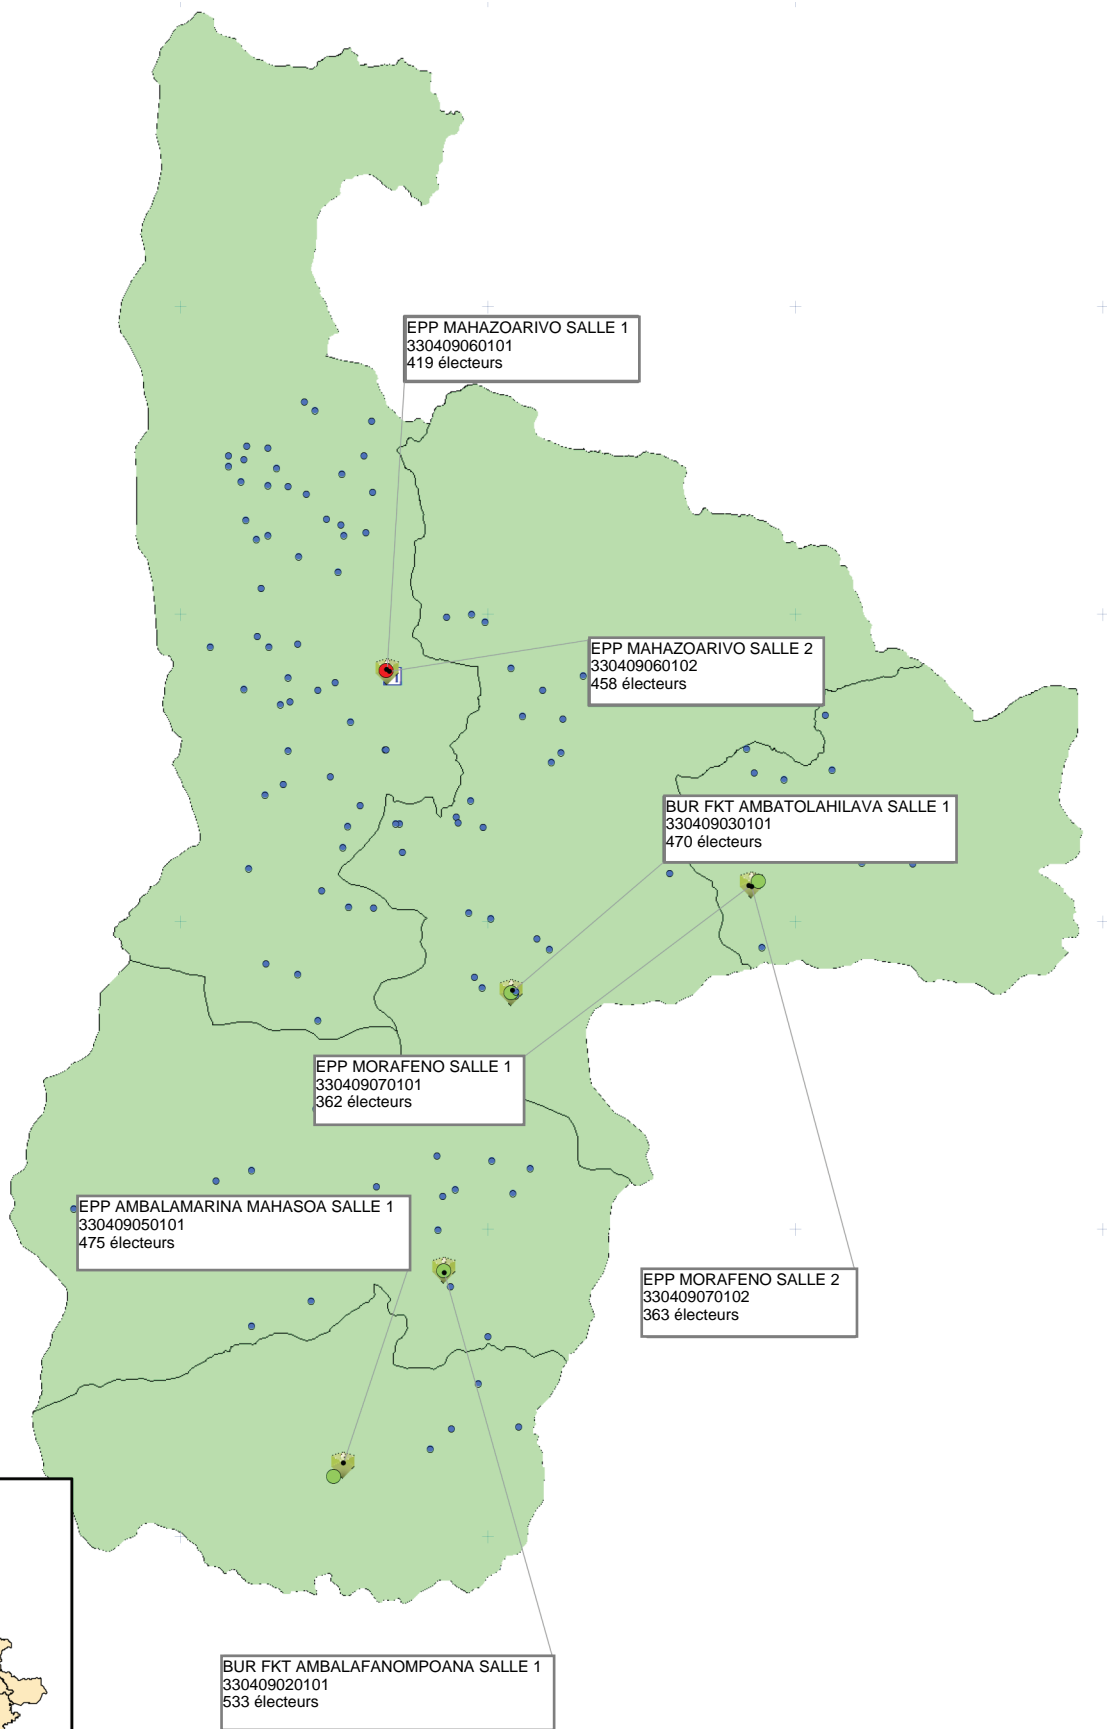 EPP MAHAZOARIVO SALLE 1
330409060101
419 électeurs
EPP MAHAZOARIVO SALLE 2
330409060102
458 électeurs
BUR FKT AMBATOLAHILAVA SALLE 1
330409030101
470 électeurs
EPP MORAFENO SALLE 1
330409070101
362 électeurs
EPP AMBALAMARINA MAHASOA SALLE 1
330409050101
475 électeurs
EPP MORAFENO SALLE 2
330409070102
363 électeurs
BUR FKT AMBALAFANOMPOANA SALLE 1
330409020101
533 électeurs